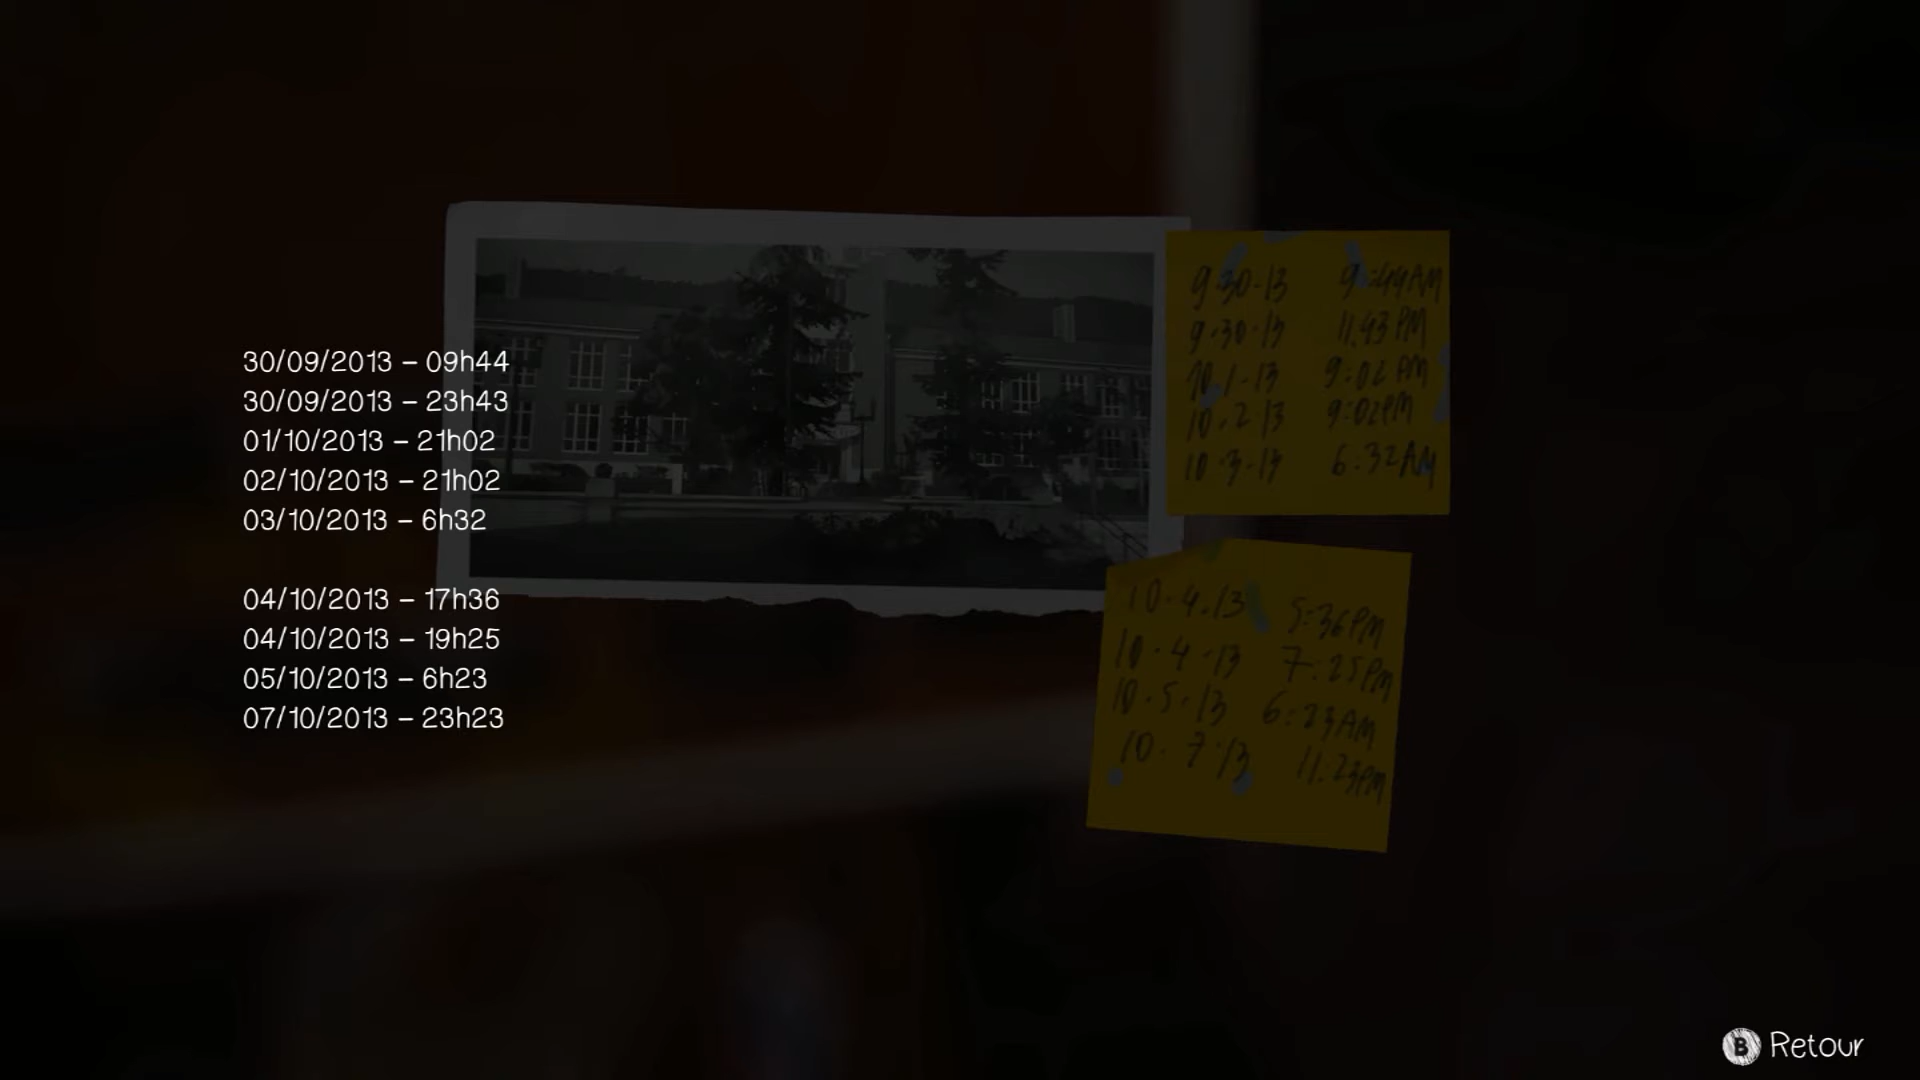 30/09/2013 – 09h44
30/09/2013 – 23h43
01/10/2013 – 21h02
02/10/2013 – 21h02
03/10/2013 – 6h32
04/10/2013 – 17h36
04/10/2013 – 19h25
05/10/2013 – 6h23
07/10/2013 – 23h23
9-30-13 9:44AM
9-30-13 11.43 PM
10-1-13 9:02 AM
10-2-13 9:02PM
10-3-13 6:32AM
10-4-13 5:36PM
10-4-13 7:25PM
10-5-13 6:23AM
10-7-13 11.23PM
B Retour